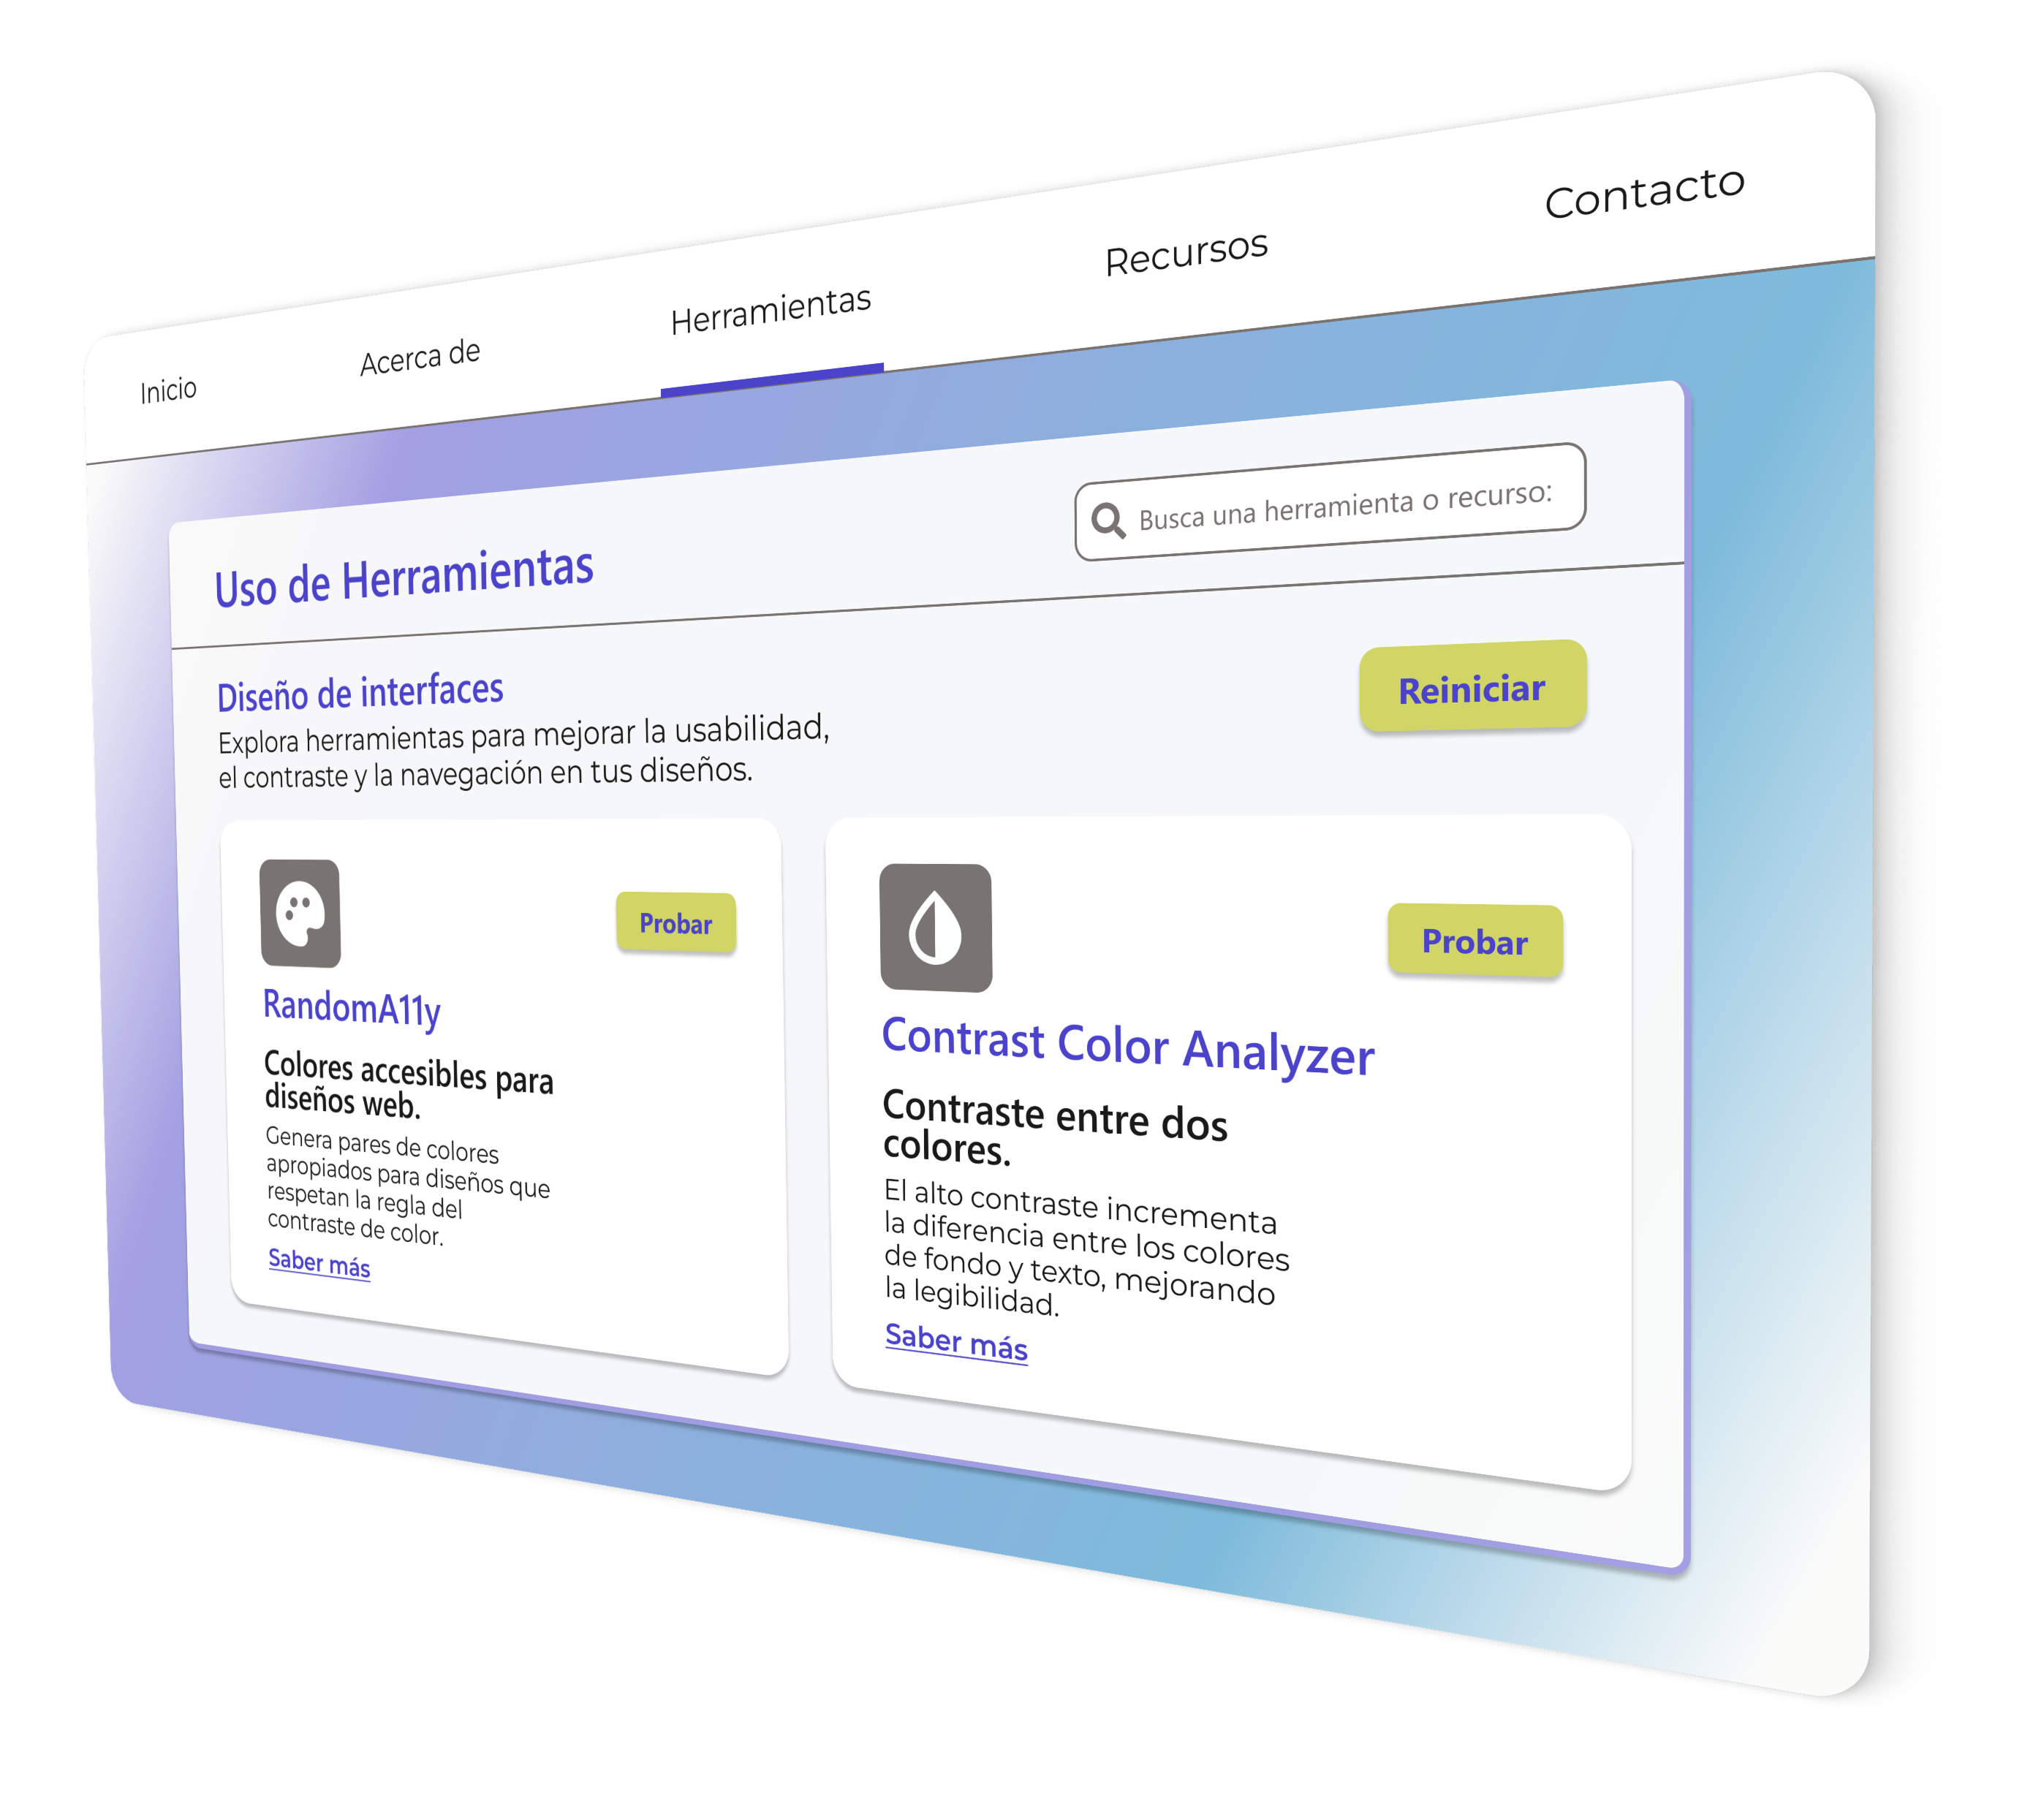 Inicio
Acerca de
Herramientas
Recursos
Contacto
Uso de Herramientas
Busca una herramienta o recurso:
Diseño de interfaces
Explora herramientas para mejorar la usabilidad,
el contraste y la navegación en tus diseños.
Reiniciar
Probar
RandomA11y
Colores accesibles para
diseños web.
Genera pares de colores
apropiados para diseños que
respetan la regla del
contraste de color.
Saber más
Probar
Contrast Color Analyzer
Contraste entre dos
colores.
El alto contraste incrementa
la diferencia entre los colores
de fondo y texto, mejorando
la legibilidad.
Saber más